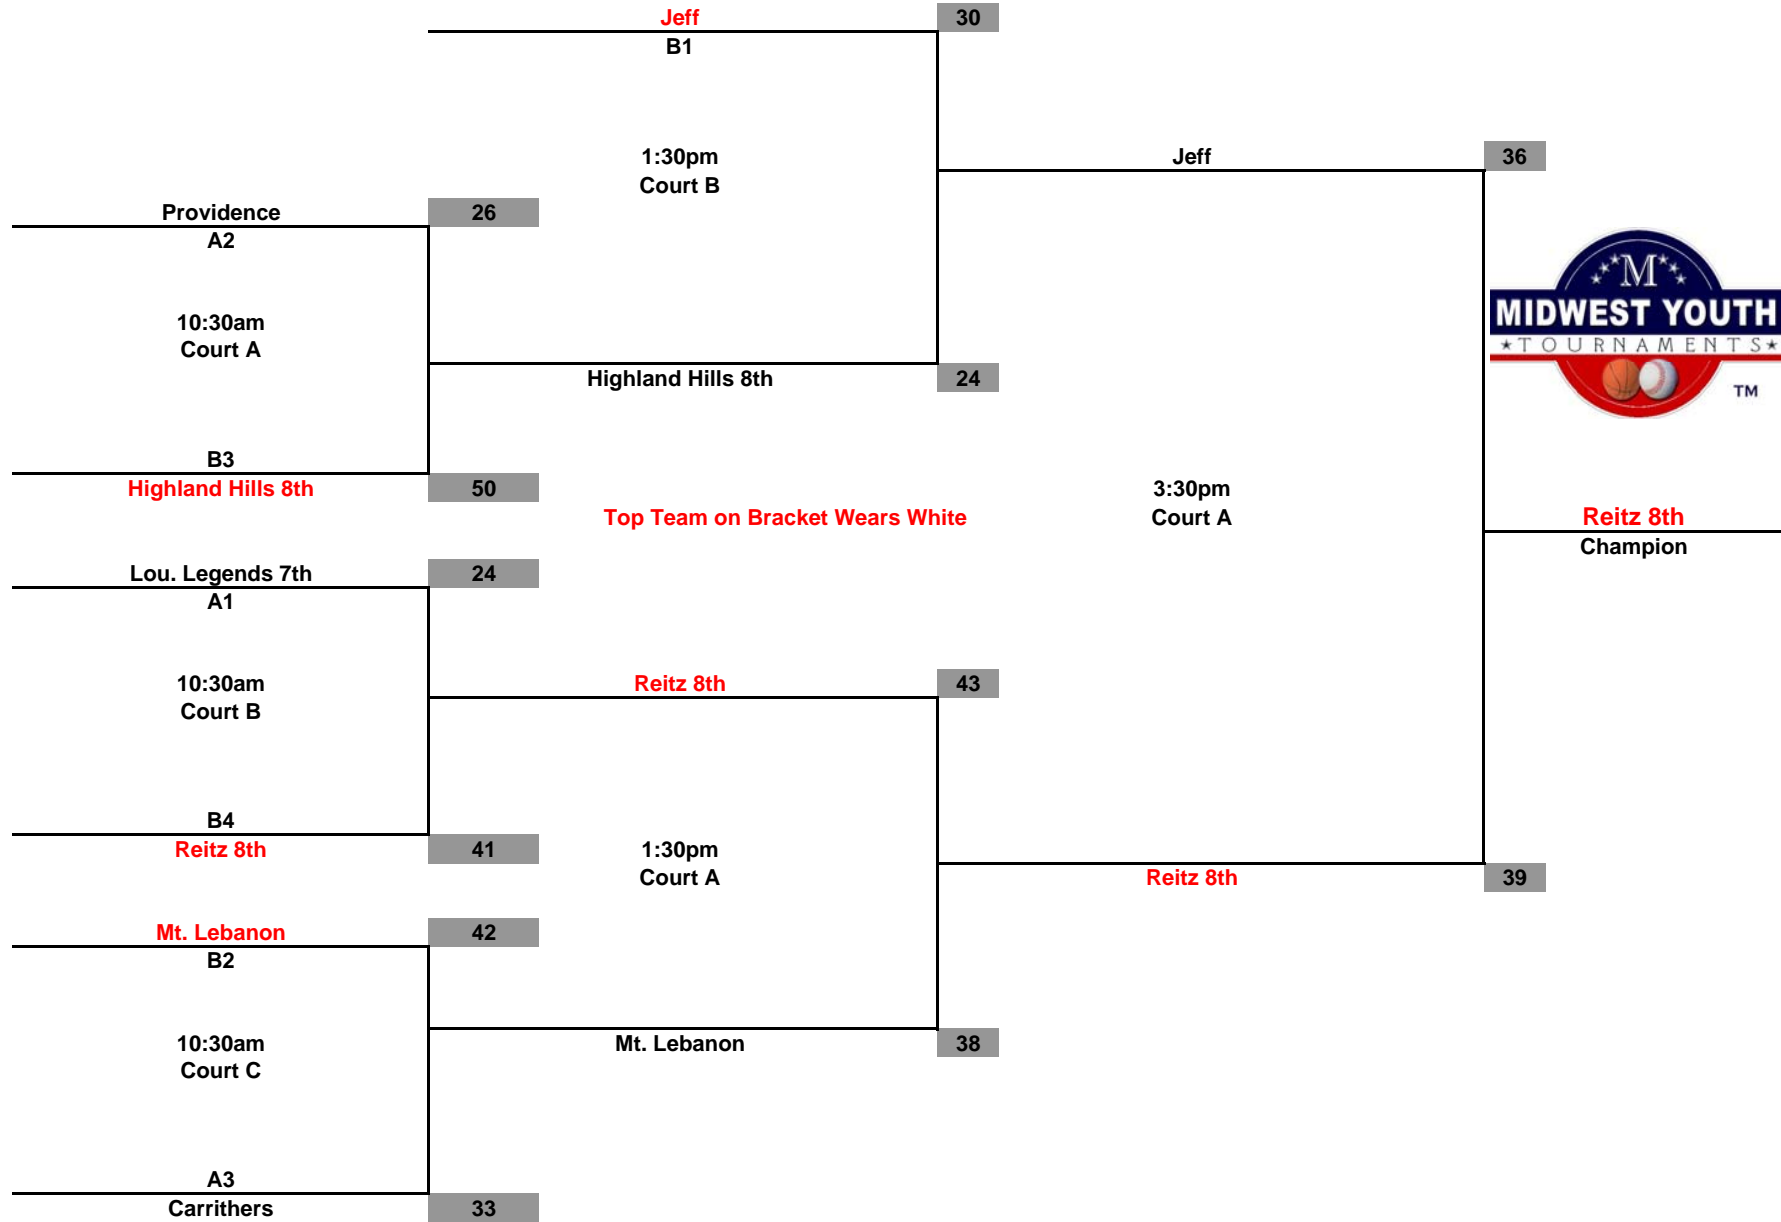 Jeff 30
B1
1:30pm
Court B
Jeff 36
Providence 26
A2
10:30am
Court A
Highland Hills 8th 24
B3
Highland Hills 8th 50
M
MIDWEST YOUTH
★TOURNAMENTS★
TM
Top Team on Bracket Wears White
3:30pm
Court A
Reitz 8th
Champion
Lou. Legends 7th 24
A1
10:30am
Court B
Reitz 8th 43
B4
Reitz 8th 41
1:30pm
Court A
Reitz 8th 39
Mt. Lebanon 42
B2
10:30am
Court C
Mt. Lebanon 38
A3
Carrithers 33